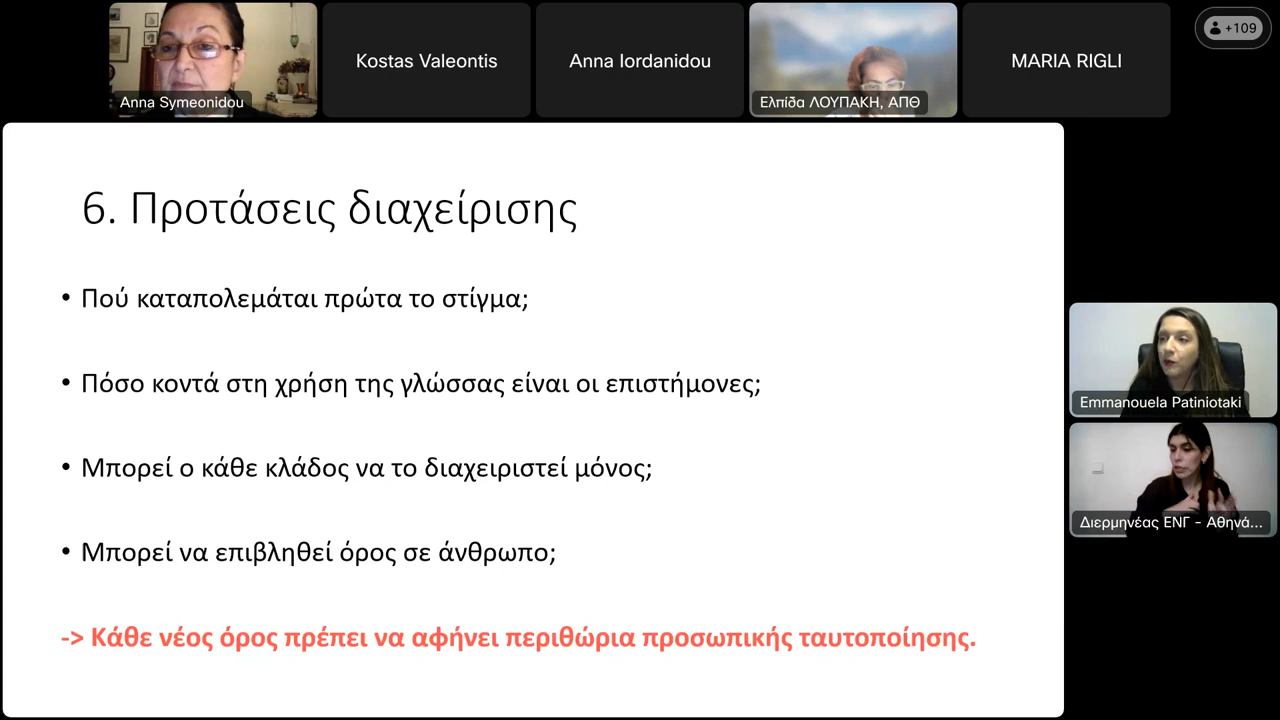 Anna Symeonidou
Kostas Valeontis
Anna Iordanidou
Ελπίδα ΛΟΥΠΑΚΗ, ΑΠΘ
MARIA RIGLI
+109
6. Προτάσεις διαχείρισης
• Πού καταπολεμάται πρώτα το στίγμα;
• Πόσο κοντά στη χρήση της γλώσσας είναι οι επιστήμονες;
• Μπορεί ο κάθε κλάδος να το διαχειριστεί μόνος;
• Μπορεί να επιβληθεί όρος σε άνθρωπο;
-> Κάθε νέος όρος πρέπει να αφήνει περιθώρια προσωπικής ταυτοποίησης.
Emmanouela Patiniotaki
Διερμηνέας ΕΝΓ - Αθηνά...